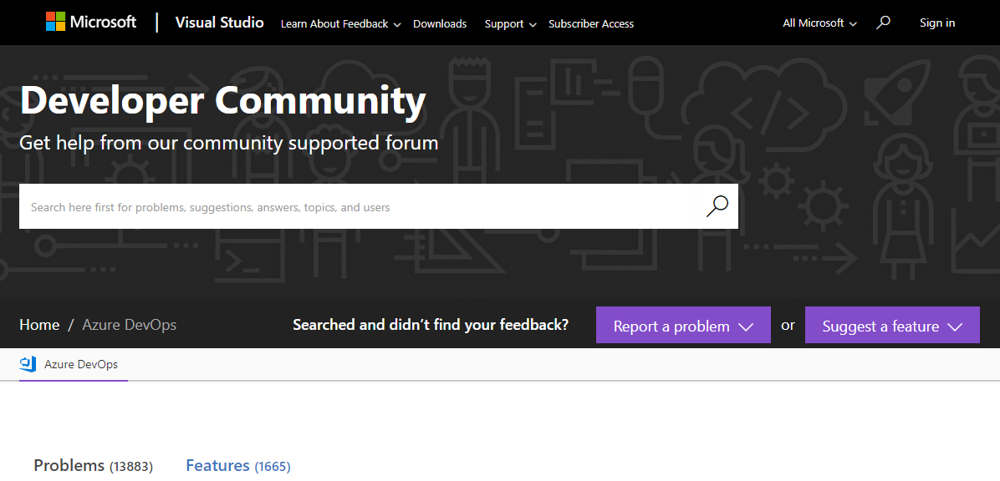 Microsoft | Visual Studio Learn About Feedback Downloads Support Subscriber Access All Microsoft Sign in
Developer Community
Get help from our community supported forum
Search here first for problems, suggestions, answers, topics, and users
Home / Azure DevOps Searched and didn’t find your feedback? Report a problem or Suggest a feature
Azure DevOps
Problems (13883) Features (1665)